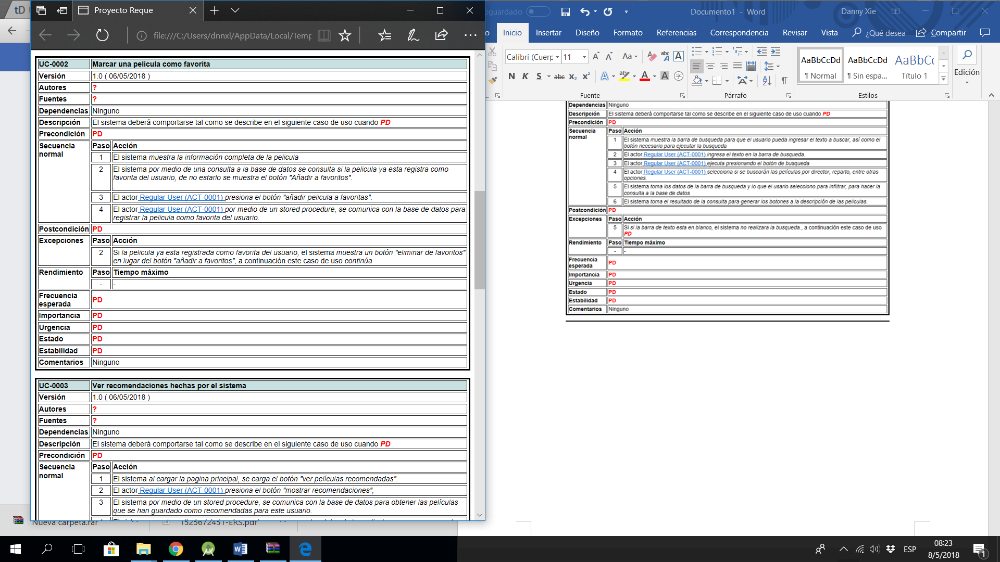 tD
Proyecto Reque
file:///C:/Users/dnnxl/AppData/Local/Temp
UC-0002 Marcar una pelicula como favorita
Versión 1.0 ( 06/05/2018 )
Autores ?
Fuentes ?
Dependencias Ninguno
Descripción El sistema deberá comportarse tal como se describe en el siguiente caso de uso cuando PD
Precondición PD
Secuencia normal Paso Acción
1 El sistema muestra la información completa de la pelicula
2 El sistema por medio de una consulta a la base de datos se consulta si la pelicula ya esta registra como
favorita del usuario, de no estarlo se muestra el botón "Añadir a favoritos".
.
3 El actor Regular User (ACT-0001) presiona el botón "añadir pelicula a favoritas".
4 El actor Regular User (ACT-0001) por medio de un stored procedure, se comunica con la base de datos para
registrar la pelicula como favorita del usuario.
Postcondición PD
Excepciones Paso Acción
2 Si la pelicula ya esta registrada como favorita del usuario, el sistema muestra un botón "eliminar de favoritos"
en lugar del botón "añadir a favoritos", a continuación este caso de uso continúa
Rendimiento Paso Tiempo máximo
- -
Frecuencia esperada PD
Importancia PD
Urgencia PD
Estado PD
Estabilidad PD
Comentarios Ninguno
UC-0003 Ver recomendaciones hechas por el sistema
Versión 1.0 ( 06/05/2018 )
Autores ?
Fuentes ?
Dependencias Ninguno
Descripción El sistema deberá comportarse tal como se describe en el siguiente caso de uso cuando PD
Precondición PD
Secuencia normal Paso Acción
1 El sistema al cargar la pagina principal, se carga el botón "ver películas recomendadas".
2 El actor Regular User (ACT-0001) presiona el botón "mostrar recomendaciones",
3 El sistema por medio de un stored procedure, se comunica con la base de datos para obtener las películas
que se han guardado como recomendadas para este usuario.
Nueva carpeta.rar
1525672451-ERS.pdf
oguardado
Documento1 - Word
Danny Xie
o Inicio Insertar Diseño Formato Referencias Correspondencia Revisar Vista ¿Qué desea Compartir
Calibri (Cuerp 11 Aa
N K S abc x2 x2
AaBbCcDd AaBbCcDd AaBbCc
¶ Normal ¶ Sin espa... Título 1
Edición
Fuente Párrafo Estilos
Dependencias Ninguno
Descripción El sistema deberá comportarse tal como se describe en el siguiente caso de uso cuando PD
Precondición PD
Secuencia normal Paso Acción
1 El sistema muestra la barra de busqueda para que el usuario pueda ingresar el texto a buscar, así como el
botón necesario para ejecutar la busqueda
2 El actor Regular User (ACT-0001) ingresa el texto en la barra de busqueda.
3 El actor Regular User (ACT-0001) ejecuta presionando el botón de busqueda
4 El actor Regular User (ACT-0001) selecciona si se buscarán las películas por director, reparto, entre otras
opciones.
5 El sistema toma los datos de la barra de busqueda y lo que el usario selecciono para infiltrar, para hacer la
consulta a la base de datos
6 El sistema toma el resultado de la consulta para generar los botones a la descripción de las peliculas.
Postcondición PD
Excepciones Paso Acción
5 Si si la barra de texto esta en blanco, el sistema no realizara la busqueda., a continuación este caso de uso
PD
Rendimiento Paso Tiempo máximo
- -
Frecuencia esperada PD
Importancia PD
Urgencia PD
Estado PD
Estabilidad PD
Comentarios Ninguno
ESP
08:23
8/5/2018
1